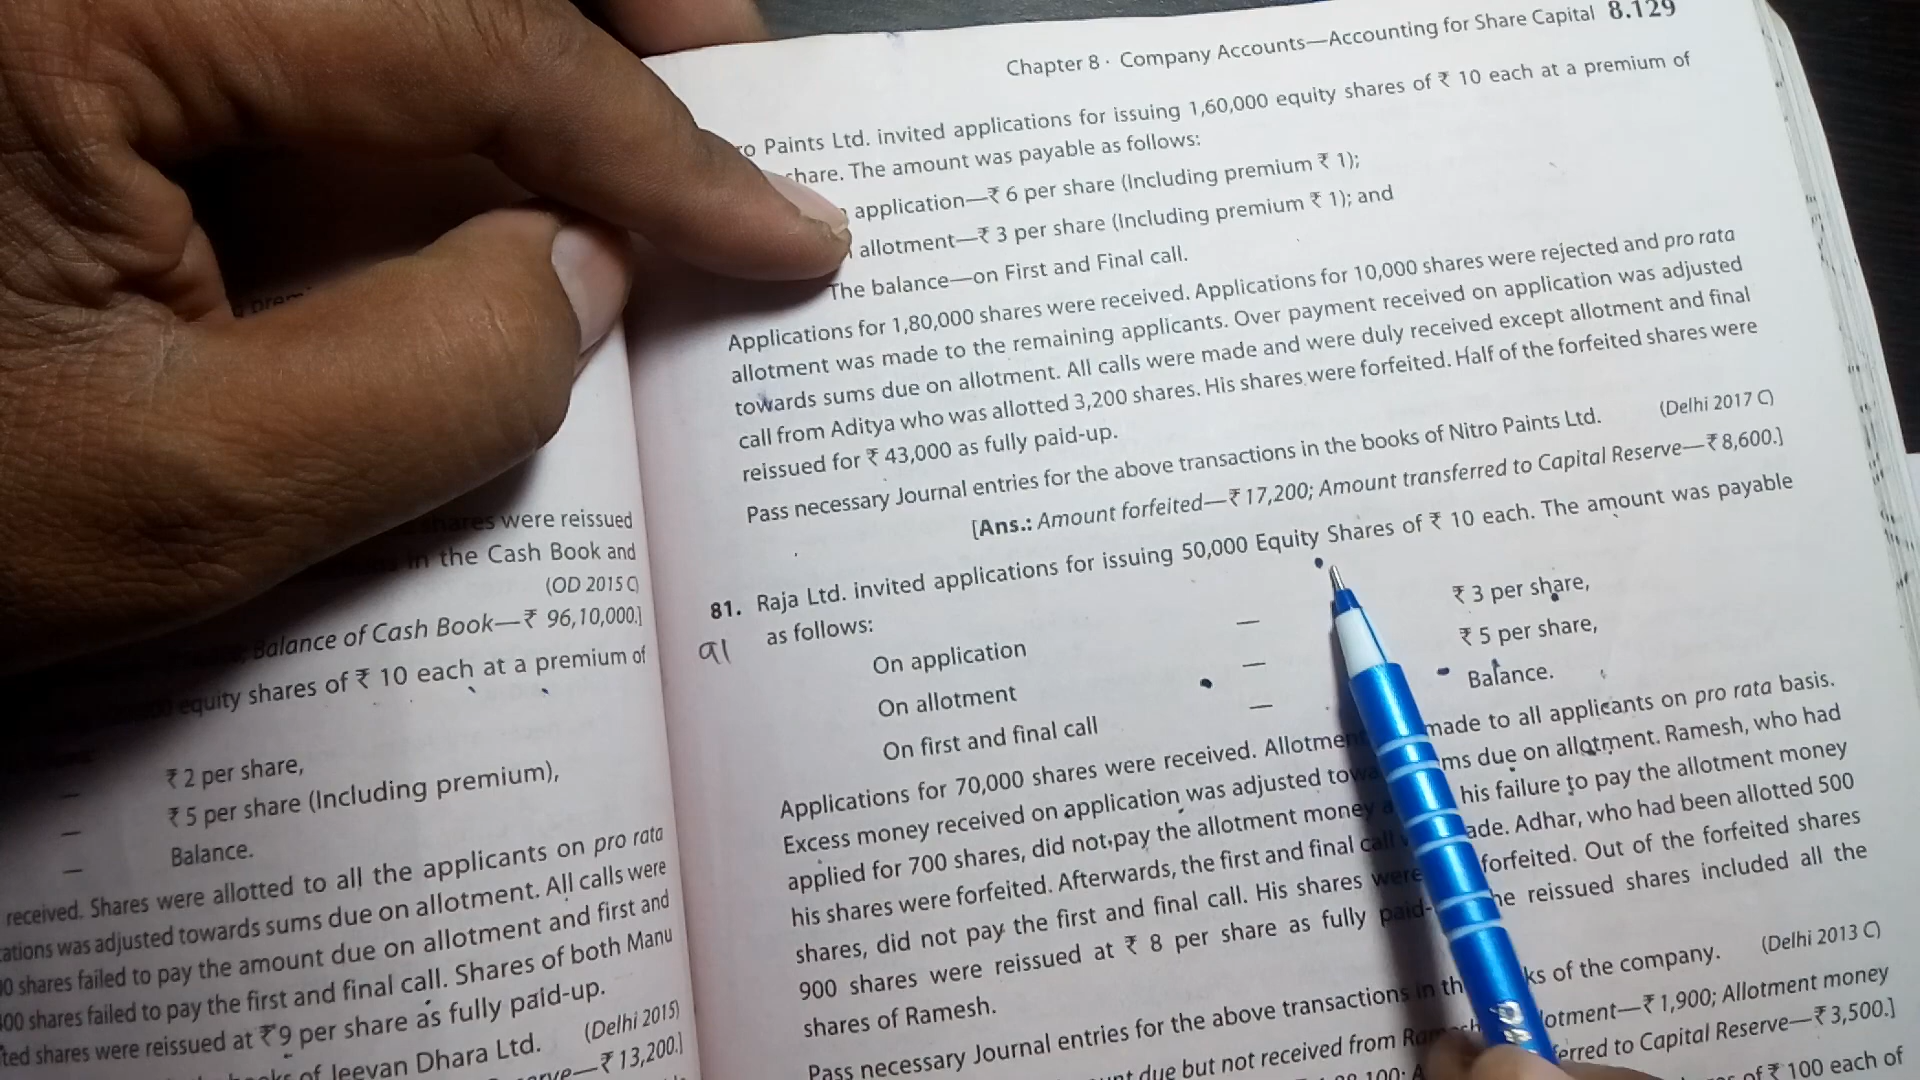 shares were reissued
in the Cash Book and
(OD 2015 C)
Balance of Cash Book—₹ 96,10,000.]
equity shares of ₹ 10 each at a premium of
— ₹ 2 per share,
— ₹ 5 per share (Including premium),
— Balance.
received. Shares were allotted to all the applicants on pro rata
ations was adjusted towards sums due on allotment. All calls were
00 shares failed to pay the amount due on allotment and first and
00 shares failed to pay the first and final call. Shares of both Manu
ted shares were reissued at ₹ 9 per share as fully paid-up.
of Jeevan Dhara Ltd. (Delhi 2015)
—₹ 13,200.]
Chapter 8 · Company Accounts—Accounting for Share Capital 8.129
ro Paints Ltd. invited applications for issuing 1,60,000 equity shares of ₹ 10 each at a premium of
share. The amount was payable as follows:
application—₹ 6 per share (Including premium ₹ 1);
allotment—₹ 3 per share (Including premium ₹ 1); and
The balance—on First and Final call.
Applications for 1,80,000 shares were received. Applications for 10,000 shares were rejected and pro rata
allotment was made to the remaining applicants. Over payment received on application was adjusted
towards sums due on allotment. All calls were made and were duly received except allotment and final
call from Aditya who was allotted 3,200 shares. His shares were forfeited. Half of the forfeited shares were
reissued for ₹ 43,000 as fully paid-up.
Pass necessary Journal entries for the above transactions in the books of Nitro Paints Ltd. (Delhi 2017 C)
[Ans.: Amount forfeited—₹ 17,200; Amount transferred to Capital Reserve—₹ 8,600.]
81. Raja Ltd. invited applications for issuing 50,000 Equity Shares of ₹ 10 each. The amount was payable
91 as follows:
On application — ₹ 3 per share,
On allotment — ₹ 5 per share,
On first and final call — Balance.
Applications for 70,000 shares were received. Allotment made to all applicants on pro rata basis.
Excess money received on application was adjusted ms due on allotment. Ramesh, who had
applied for 700 shares, did not pay the allotment money his failure to pay the allotment money
his shares were forfeited. Afterwards, the first and final call ade. Adhar, who had been allotted 500
shares, did not pay the first and final call. His shares were forfeited. Out of the forfeited shares
900 shares were reissued at ₹ 8 per share as fully paid- he reissued shares included all the
shares of Ramesh.
Pass necessary Journal entries for the above transactions in th ks of the company. (Delhi 2013 C)
nt due but not received from lotment—₹ 1,900; Allotment money
erred to Capital Reserve—₹ 3,500.]
of ₹ 100 each of